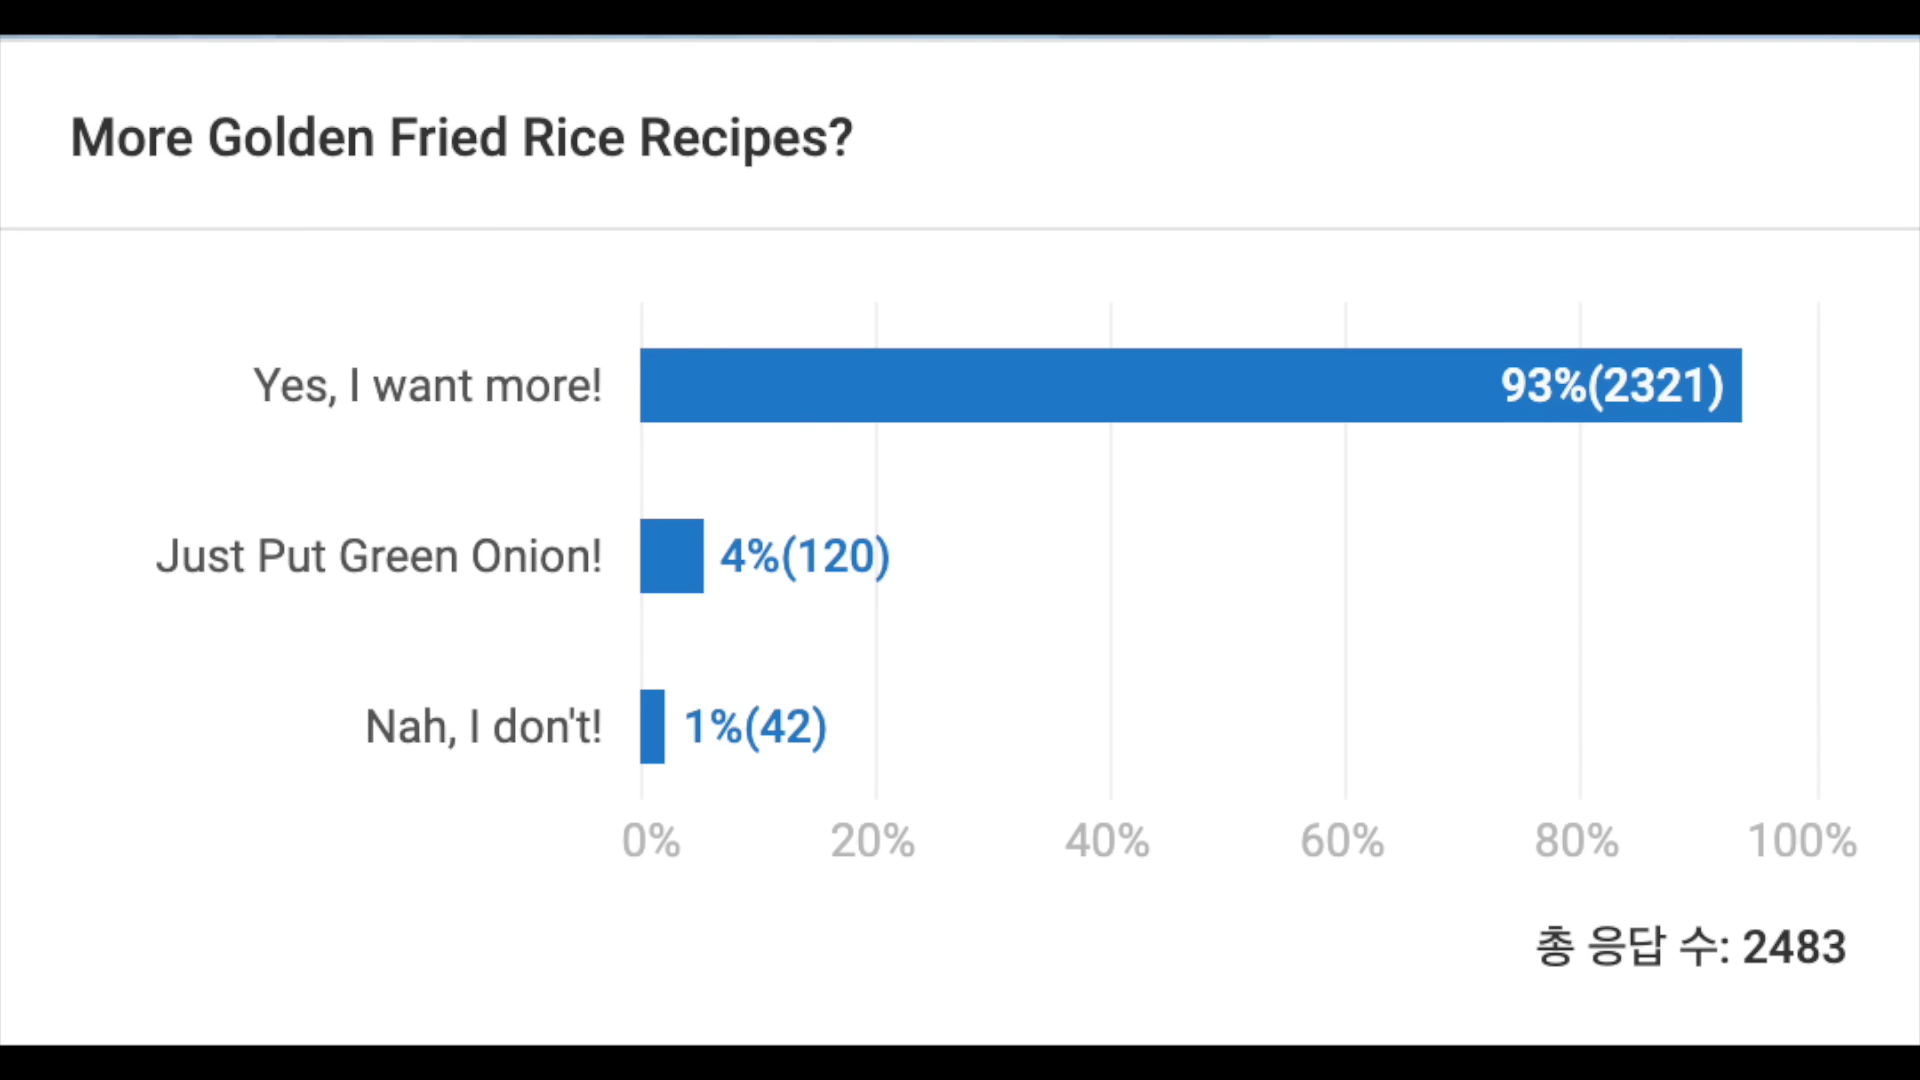 More Golden Fried Rice Recipes?
Yes, I want more! 93%(2321)
Just Put Green Onion! 4%(120)
Nah, I don't! 1%(42)
0% 20% 40% 60% 80% 100%
총 응답 수: 2483